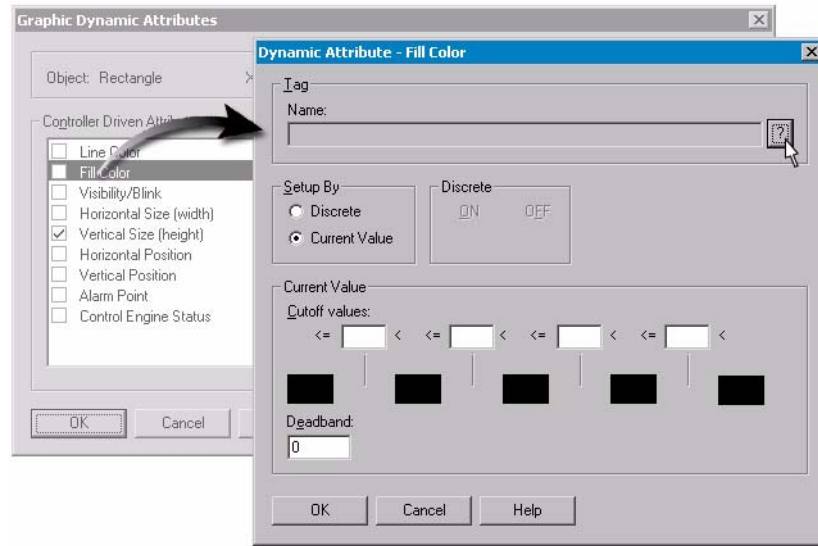 Graphic Dynamic Attributes
Object: Rectangle
Controller Driven
Line Color
Fill Color
Visibility/Blink
Horizontal Size (width)
Vertical Size (height)
Horizontal Position
Vertical Position
Alarm Point
Control Engine Status
OK
Cancel
Dynamic Attribute - Fill Color
Tag
Name:
?
Setup By
Discrete
Current Value
Discrete
ON OFF
Current Value
Cutoff values:
<= < <= < <= < <= <
Deadband:
0
OK
Cancel
Help